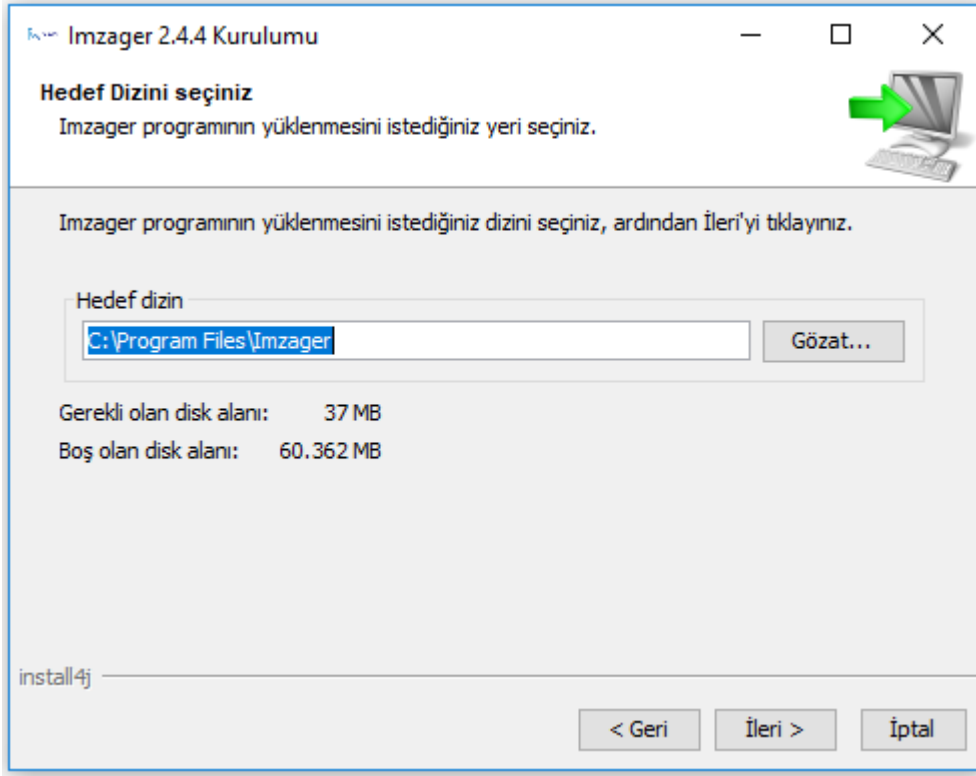 Imzager 2.4.4 Kurulumu
Hedef Dizini seçiniz
Imzager programının yüklenmesini istediğiniz yeri seçiniz.
Imzager programının yüklenmesini istediğiniz dizini seçiniz, ardından İleri'yi tıklayınız.
Hedef dizin
C:\Program Files\Imzager
Gözat...
Gerekli olan disk alanı: 37 MB
Boş olan disk alanı: 60.362 MB
install4j
< Geri İleri > İptal